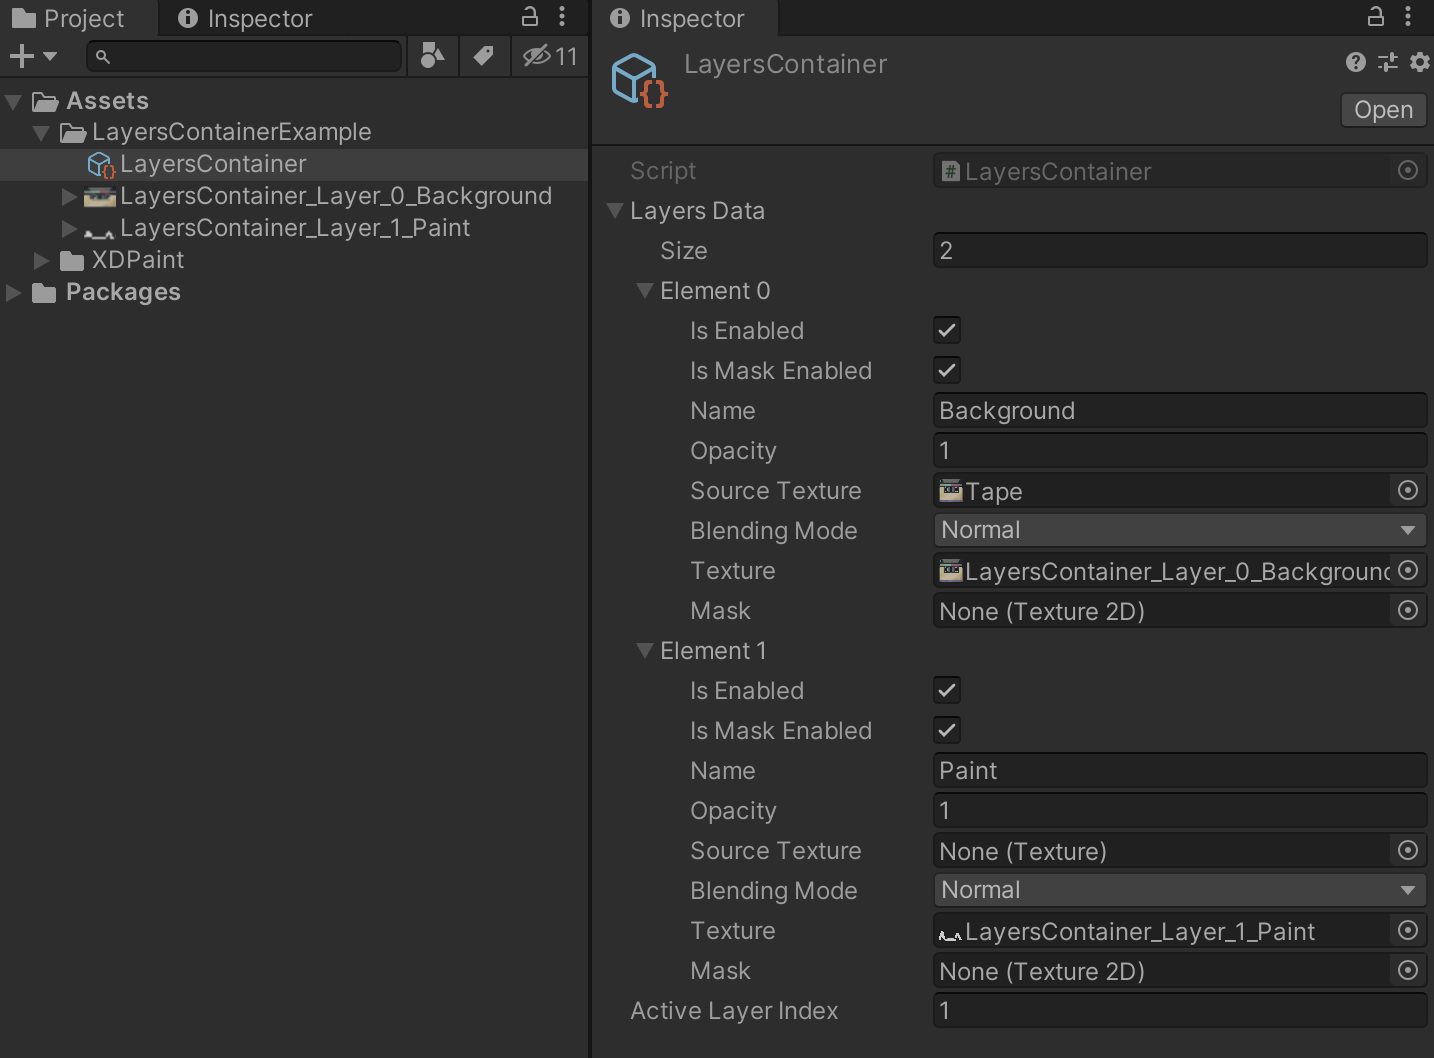 Project
Inspector
11
Assets
LayersContainerExample
LayersContainer
LayersContainer_Layer_0_Background
LayersContainer_Layer_1_Paint
XDPaint
Packages
Inspector
LayersContainer
Open
Script LayersContainer
Layers Data
Size 2
Element 0
Is Enabled
Is Mask Enabled
Name Background
Opacity 1
Source Texture Tape
Blending Mode Normal
Texture LayersContainer_Layer_0_Background
Mask None (Texture 2D)
Element 1
Is Enabled
Is Mask Enabled
Name Paint
Opacity 1
Source Texture None (Texture)
Blending Mode Normal
Texture LayersContainer_Layer_1_Paint
Mask None (Texture 2D)
Active Layer Index 1